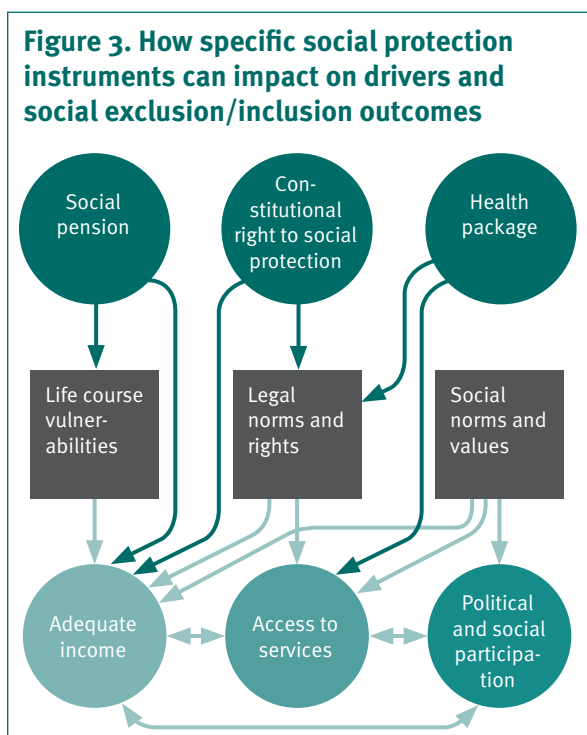 Figure 3. How specific social protection
instruments can impact on drivers and
social exclusion/inclusion outcomes
Social
pension
Con-
stitutional
right to social
protection
Health
package
Life course
vulner-
abilities
Legal
norms and
rights
Social
norms and
values
Adequate
income
Access to
services
Political
and social
participa-
tion